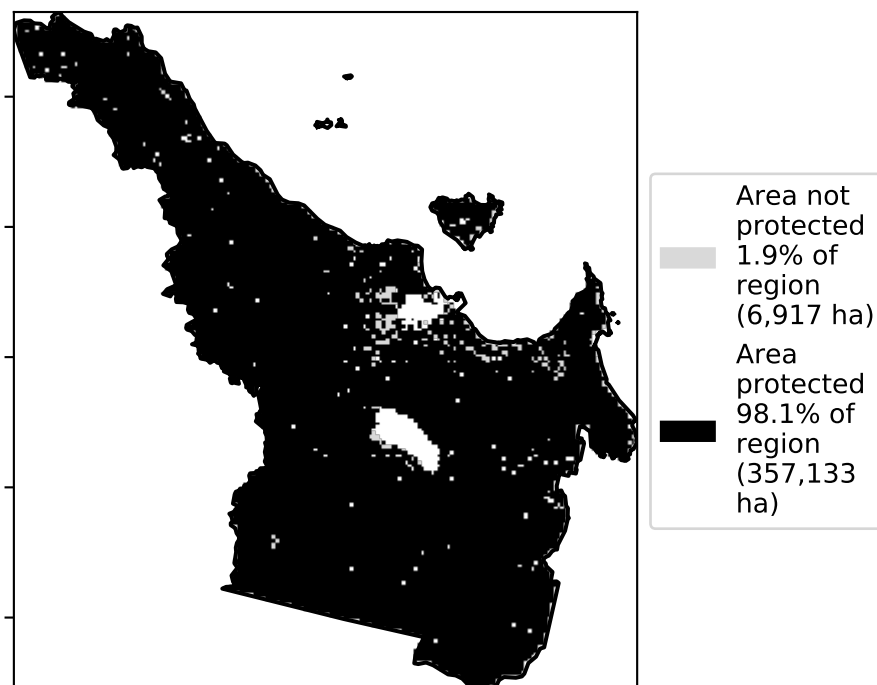 Area not
protected
1.9% of
region
(6,917 ha)
Area
protected
98.1% of
region
(357,133
ha)